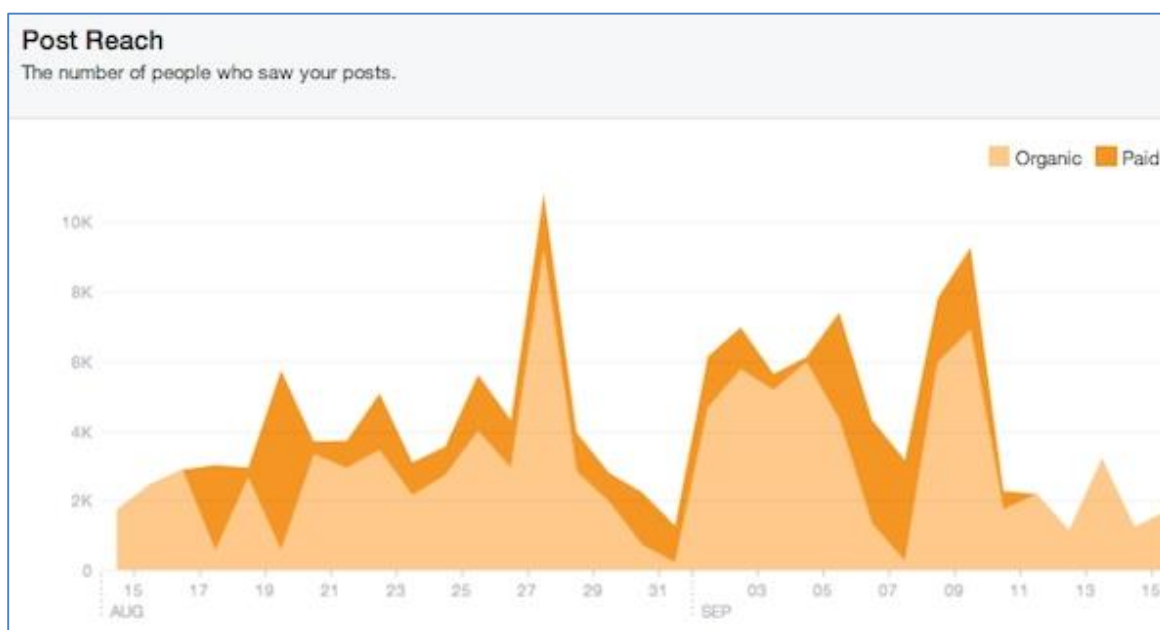 Post Reach
The number of people who saw your posts.
Organic Paid
10K
8K
6K
4K
2K
0
15 17 19 21 23 25 27 29 31 03 05 07 09 11 13 15
AUG SEP